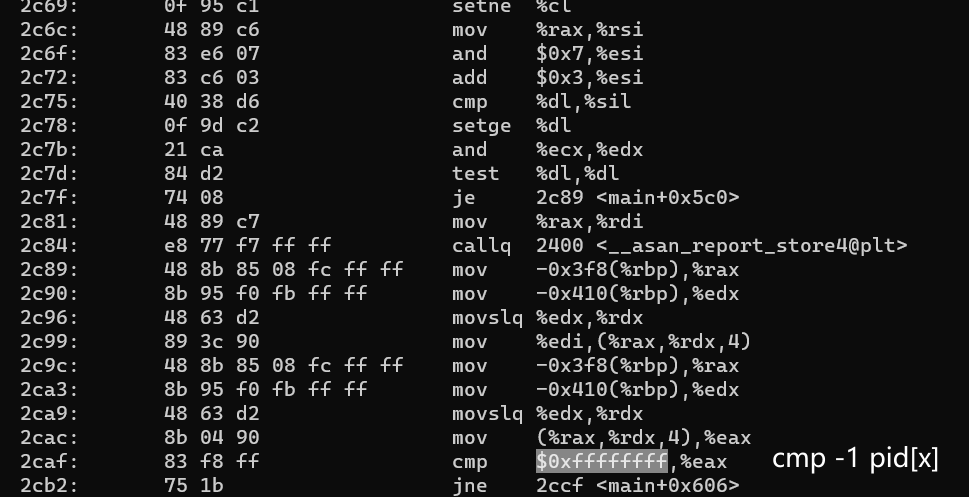 2c69: 0f 95 c1 setne %cl
2c6c: 48 89 c6 mov %rax,%rsi
2c6f: 83 e6 07 and $0x7,%esi
2c72: 83 c6 03 add $0x3,%esi
2c75: 40 38 d6 cmp %dl,%sil
2c78: 0f 9d c2 setge %dl
2c7b: 21 ca and %ecx,%edx
2c7d: 84 d2 test %dl,%dl
2c7f: 74 08 je 2c89 <main+0x5c0>
2c81: 48 89 c7 mov %rax,%rdi
2c84: e8 77 f7 ff ff callq 2400 <__asan_report_store4@plt>
2c89: 48 8b 85 08 fc ff ff mov -0x3f8(%rbp),%rax
2c90: 8b 95 f0 fb ff ff mov -0x410(%rbp),%edx
2c96: 48 63 d2 movslq %edx,%rdx
2c99: 89 3c 90 mov %edi,(%rax,%rdx,4)
2c9c: 48 8b 85 08 fc ff ff mov -0x3f8(%rbp),%rax
2ca3: 8b 95 f0 fb ff ff mov -0x410(%rbp),%edx
2ca9: 48 63 d2 movslq %edx,%rdx
2cac: 8b 04 90 mov (%rax,%rdx,4),%eax
2caf: 83 f8 ff cmp $0xffffffff,%eax cmp -1 pid[x]
2cb2: 75 1b jne 2ccf <main+0x606>